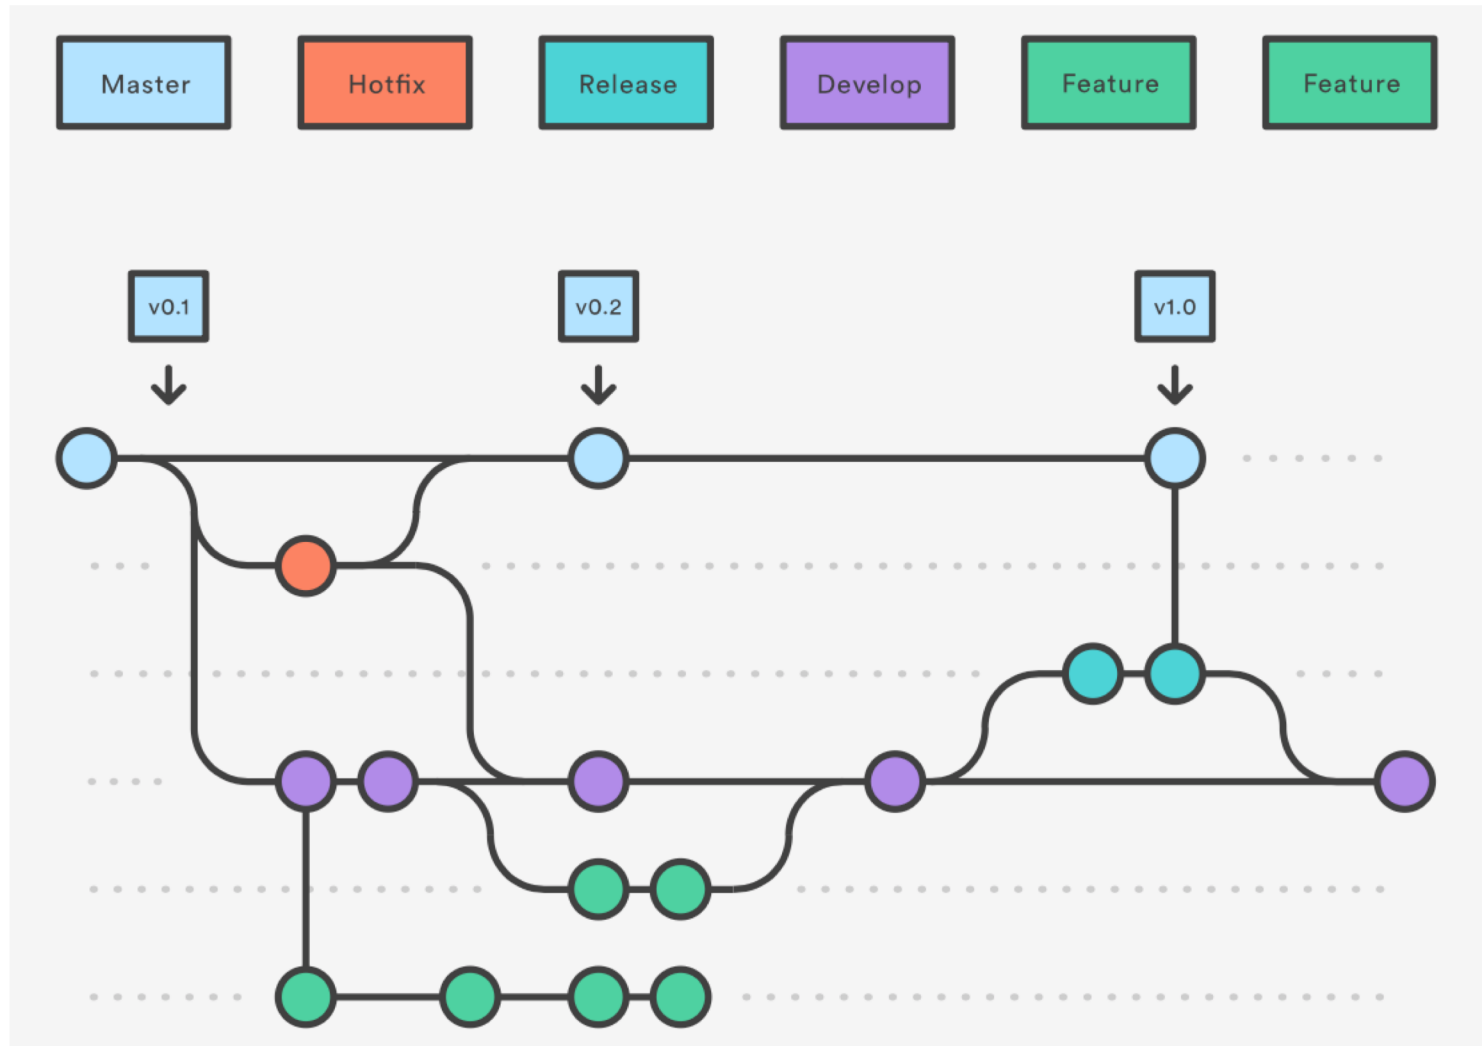 Master
Hotfix
Release
Develop
Feature
Feature
v0.1
v0.2
v1.0